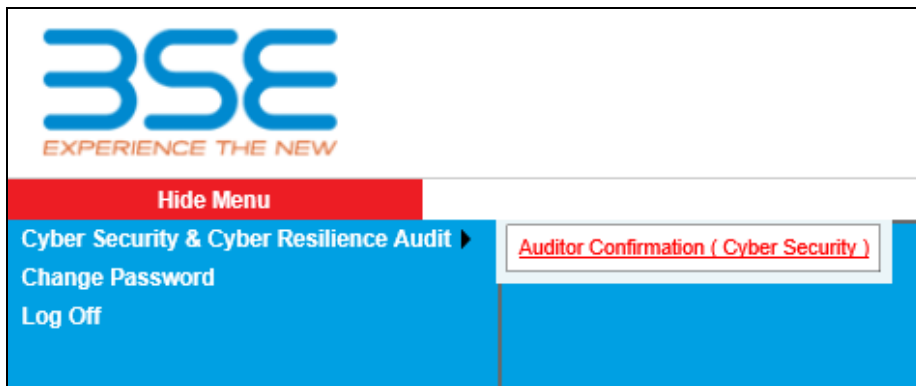 BSE
EXPERIENCE THE NEW
Hide Menu
Cyber Security & Cyber Resilience Audit
Auditor Confirmation ( Cyber Security )
Change Password
Log Off